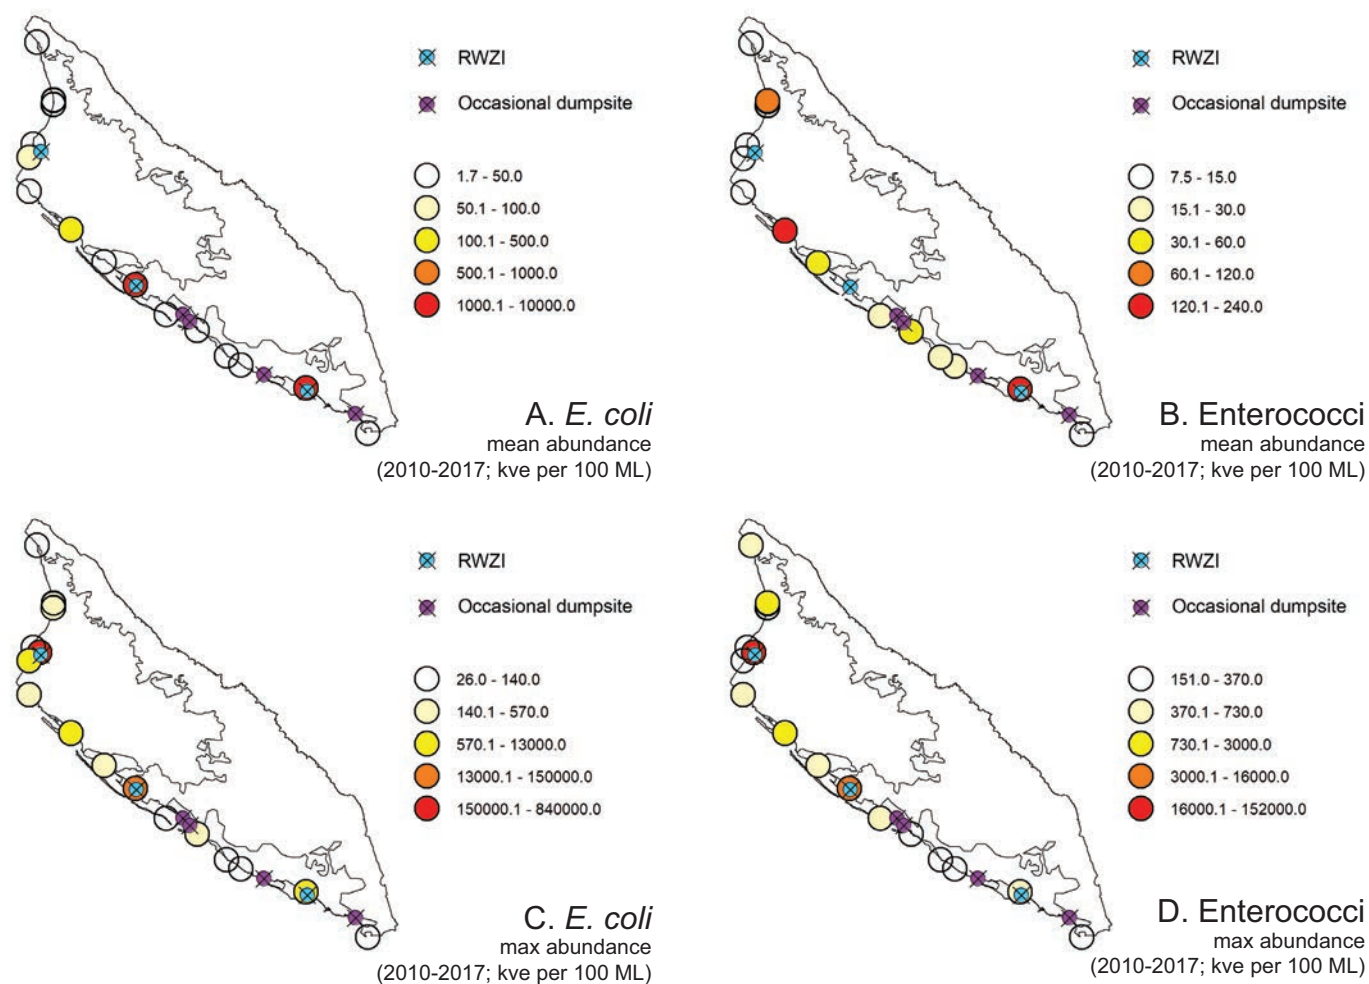 RWZI
Occasional dumpsite
1.7 - 50.0
50.1 - 100.0
100.1 - 500.0
500.1 - 1000.0
1000.1 - 10000.0
A. E. coli
mean abundance
(2010-2017; kve per 100 ML)
RWZI
Occasional dumpsite
7.5 - 15.0
15.1 - 30.0
30.1 - 60.0
60.1 - 120.0
120.1 - 240.0
B. Enterococci
mean abundance
(2010-2017; kve per 100 ML)
RWZI
Occasional dumpsite
26.0 - 140.0
140.1 - 570.0
570.1 - 13000.0
13000.1 - 150000.0
150000.1 - 840000.0
C. E. coli
max abundance
(2010-2017; kve per 100 ML)
RWZI
Occasional dumpsite
151.0 - 370.0
370.1 - 730.0
730.1 - 3000.0
3000.1 - 16000.0
16000.1 - 152000.0
D. Enterococci
max abundance
(2010-2017; kve per 100 ML)